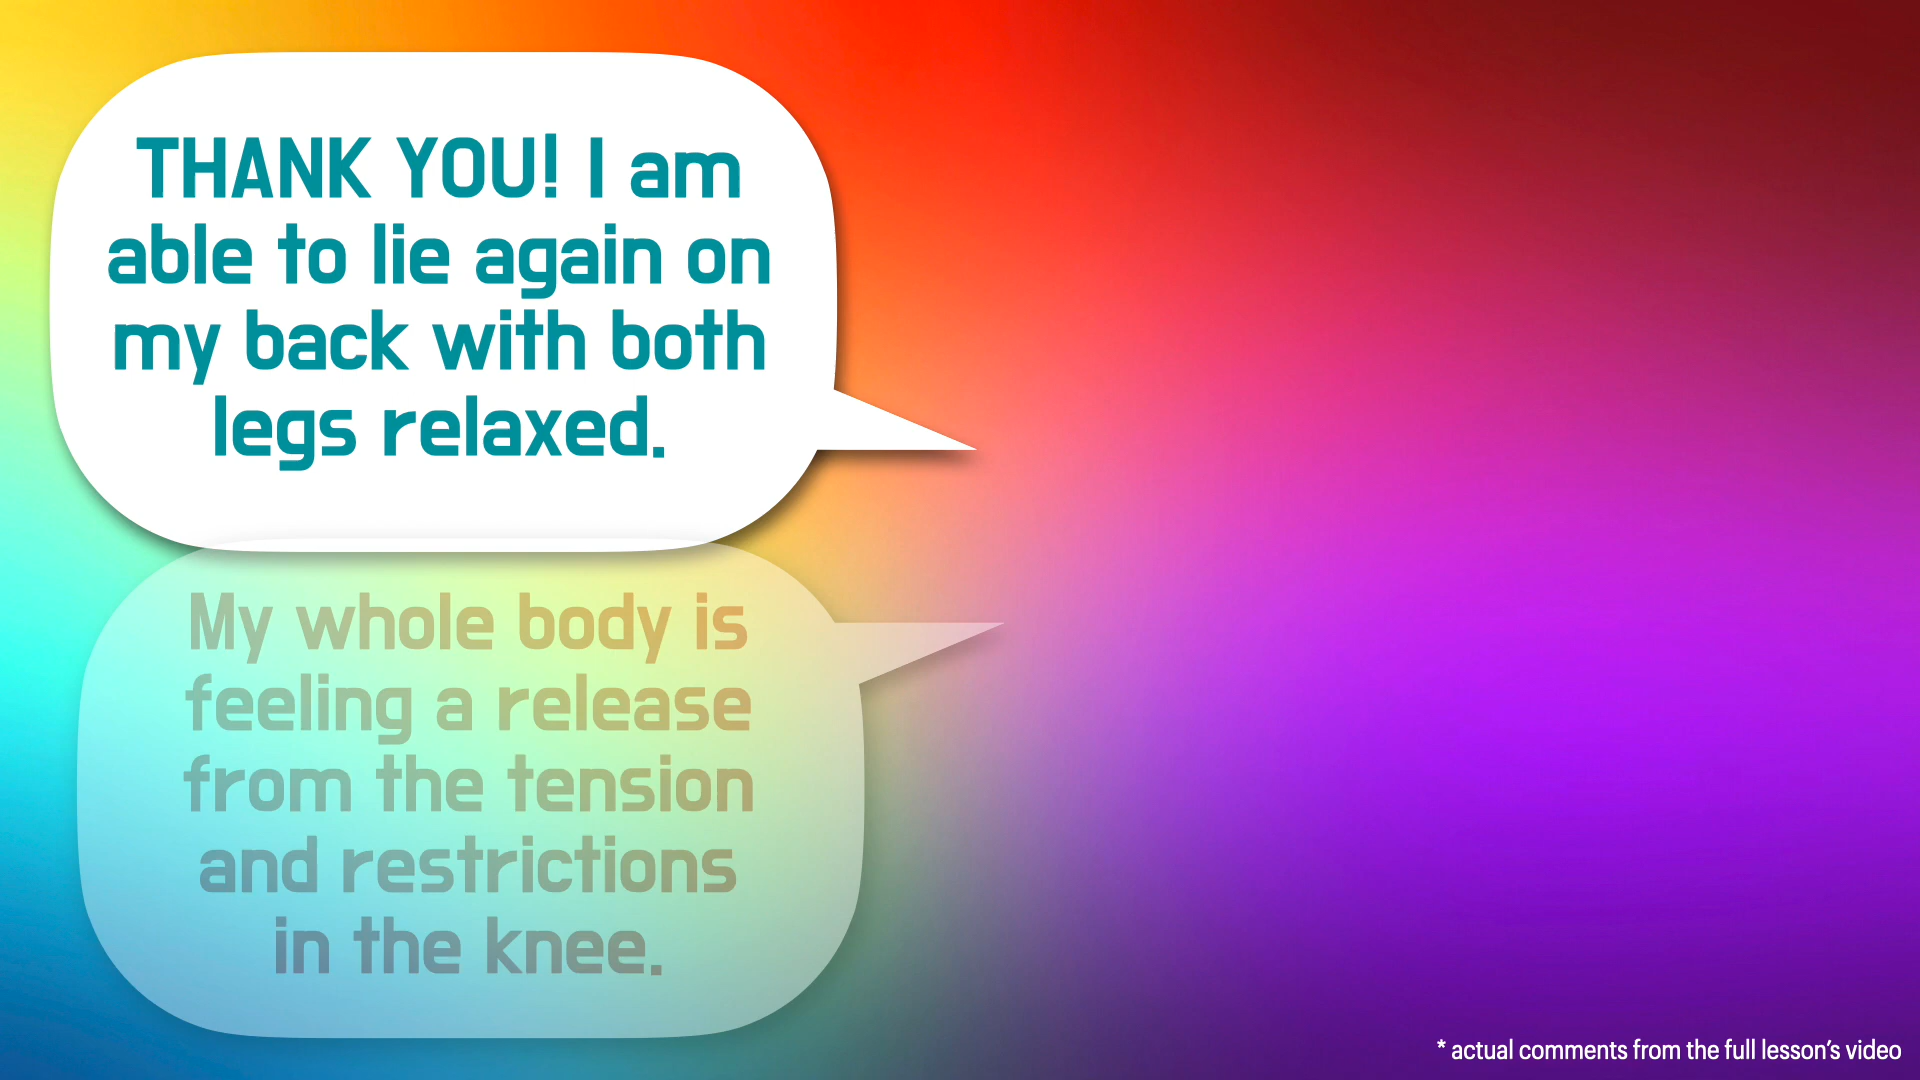 THANK YOU! I am
able to lie again on
my back with both
legs relaxed.
My whole body is
feeling a release
from the tension
and restrictions
in the knee.
* actual comments from the full lesson's video